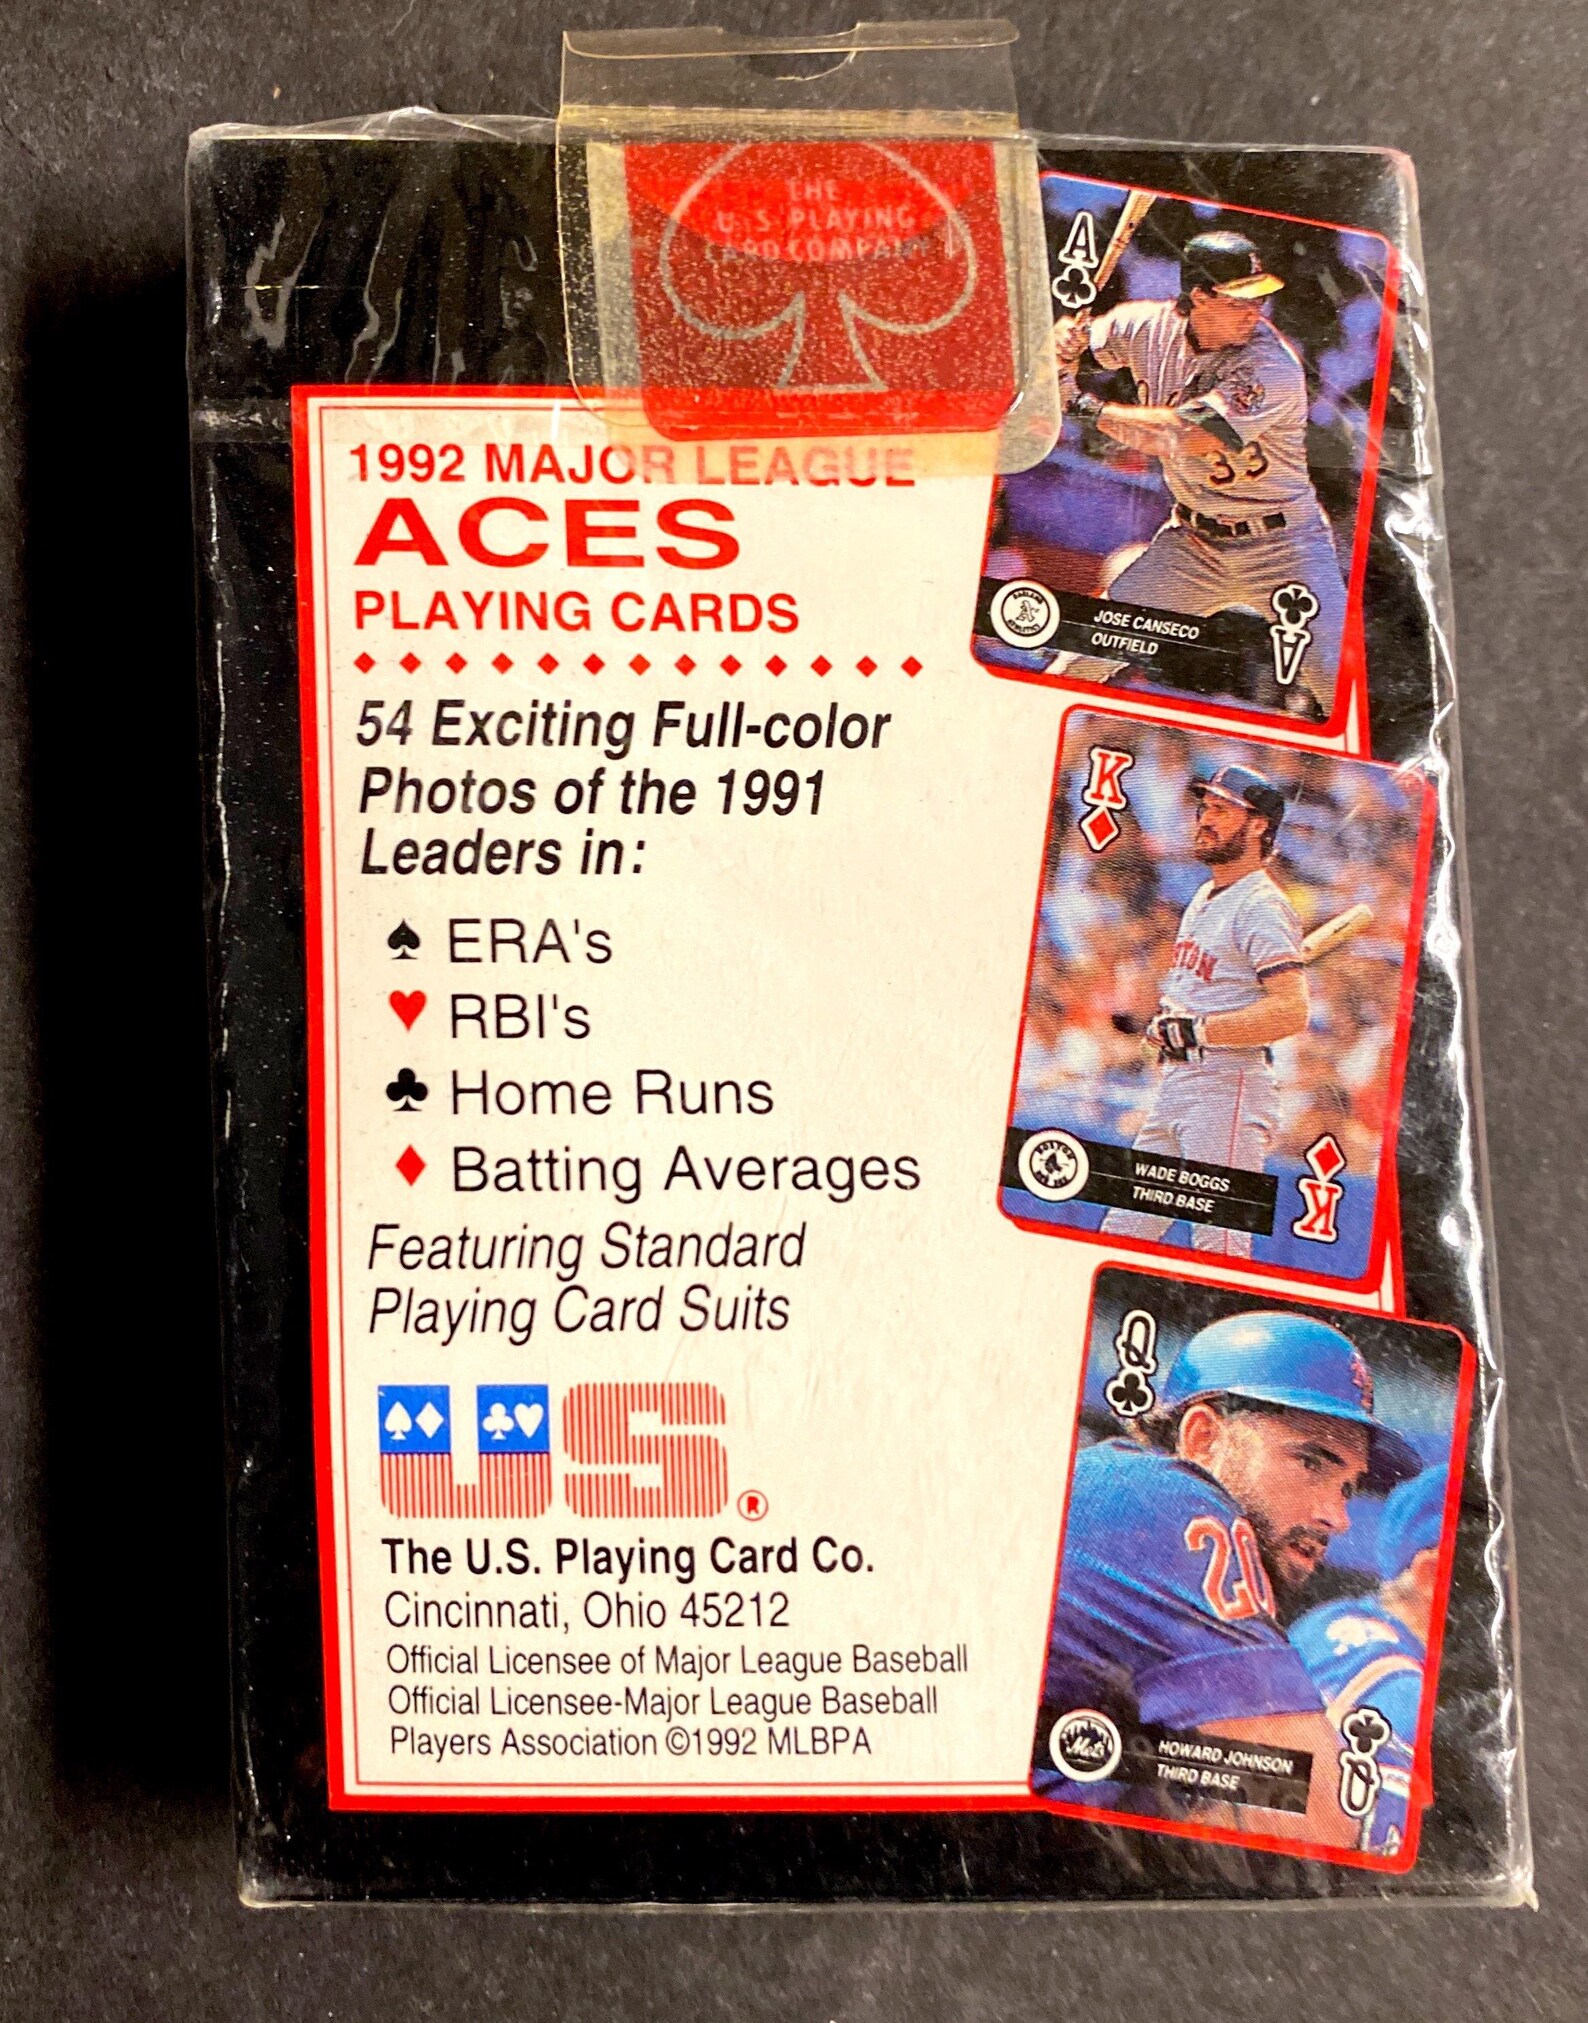 THE
U.S. PLAYING
CARD COMPANY
1992 MAJOR LEAGUE
ACES
PLAYING CARDS
54 Exciting Full-color
Photos of the 1991
Leaders in:
♠ ERA's
♥ RBI's
♣ Home Runs
♦ Batting Averages
Featuring Standard
Playing Card Suits
US®
The U.S. Playing Card Co.
Cincinnati, Ohio 45212
Official Licensee of Major League Baseball
Official Licensee-Major League Baseball
Players Association ©1992 MLBPA
A
33
JOSE CANSECO
OUTFIELD
A
K
WADE BOGGS
THIRD BASE
K
Q
20
Mets
HOWARD JOHNSON
THIRD BASE
Q